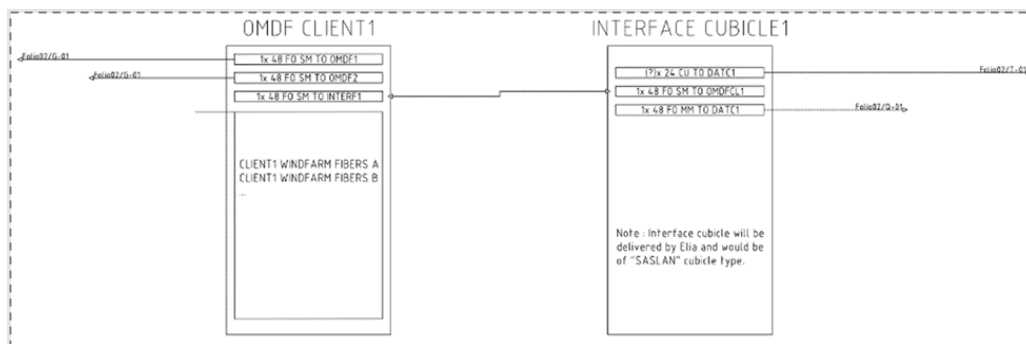 OMDF CLIENT1
INTERFACE CUBICLE1
Folio02/G-01
1x 48 FO SM TO OMDF1
Folio02/G-01
1x 48 FO SM TO OMDF2
1x 48 FO SM TO INTERF1
CLIENT1 WINDFARM FIBERS A
CLIENT1 WINDFARM FIBERS B
...
(?)x 24 CU TO DATC1
Folio02/T-01
1x 48 FO SM TO OMDFCL1
1x 48 FO MM TO DATC1
Folio02/Q-01
Note : Interface cubicle will be
delivered by Elia and would be
of "SASLAN" cubicle type.